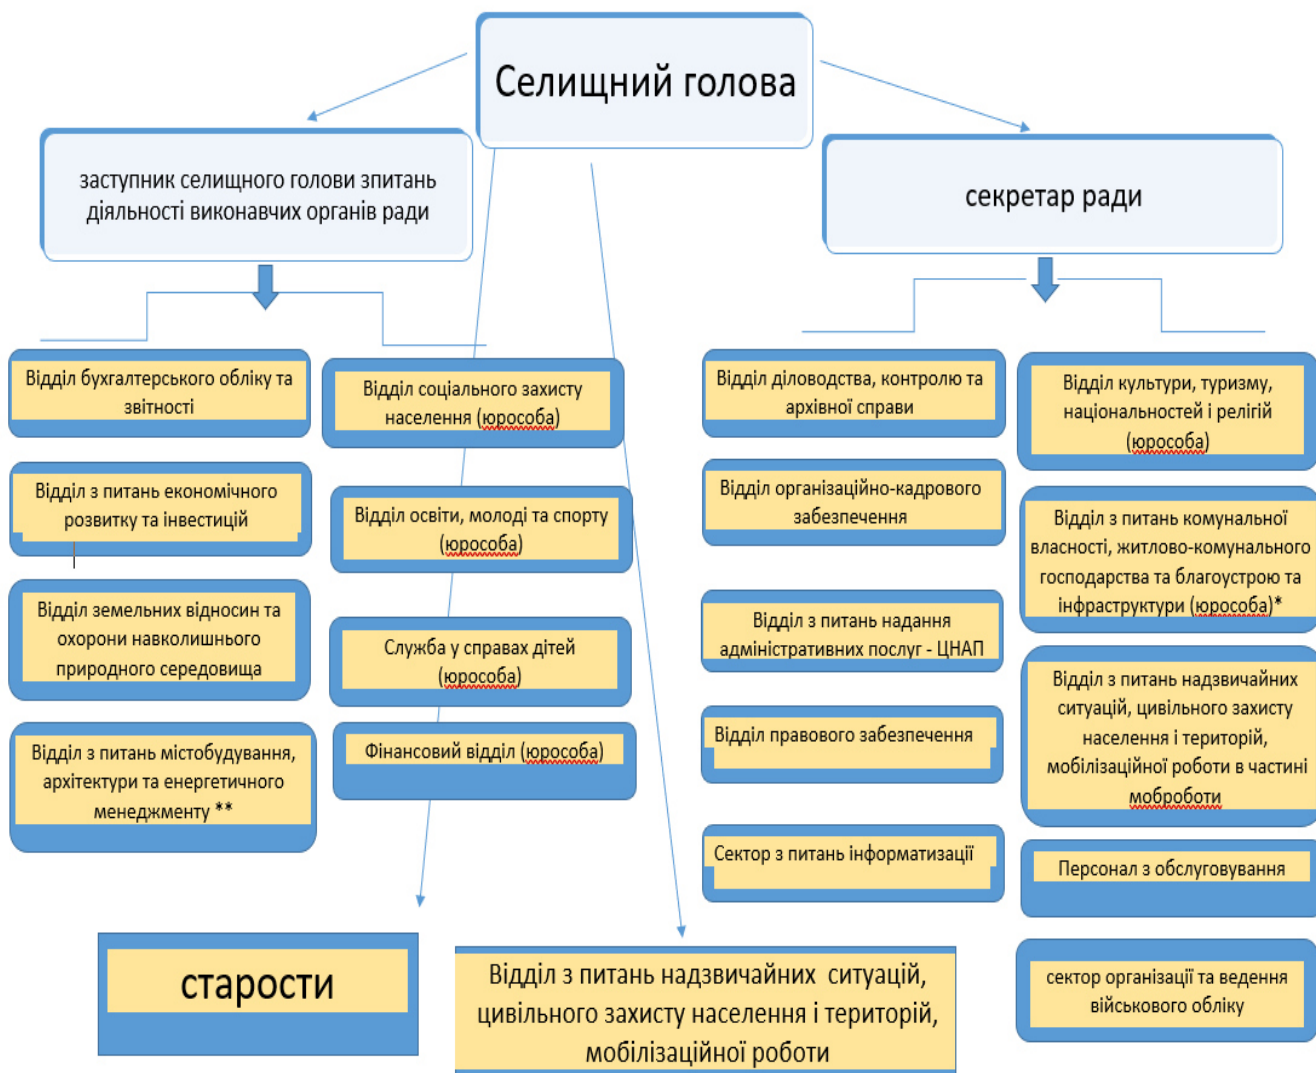 Селищний голова
заступник селищного голови зпитань
діяльності виконавчих органів ради
секретар ради
Відділ бухгалтерського обліку та
звітності
Відділ з питань економічного
розвитку та інвестицій
Відділ земельних відносин та
охорони навколишнього
природного середовища
Відділ з питань містобудування,
архітектури та енергетичного
менеджменту **
Відділ соціального захисту
населення (юрособа)
Відділ освіти, молоді та спорту
(юрособа)
Служба у справах дітей
(юрособа)
Фінансовий відділ (юрособа)
Відділ діловодства, контролю та
архівної справи
Відділ організаційно-кадрового
забезпечення
Відділ з питань надання
адміністративних послуг - ЦНАП
Відділ правового забезпечення
Сектор з питань інформатизації
Відділ культури, туризму,
національностей і релігій
(юрособа)
Відділ з питань комунальної
власності, житлово-комунального
господарства та благоустрою та
інфраструктури (юрособа)*
Відділ з питань надзвичайних
ситуацій, цивільного захисту
населення і територій,
мобілізаційної роботи в частині
моброботи
Персонал з обслуговування
сектор організації та ведення
військового обліку
старости
Відділ з питань надзвичайних ситуацій,
цивільного захисту населення і територій,
мобілізаційної роботи